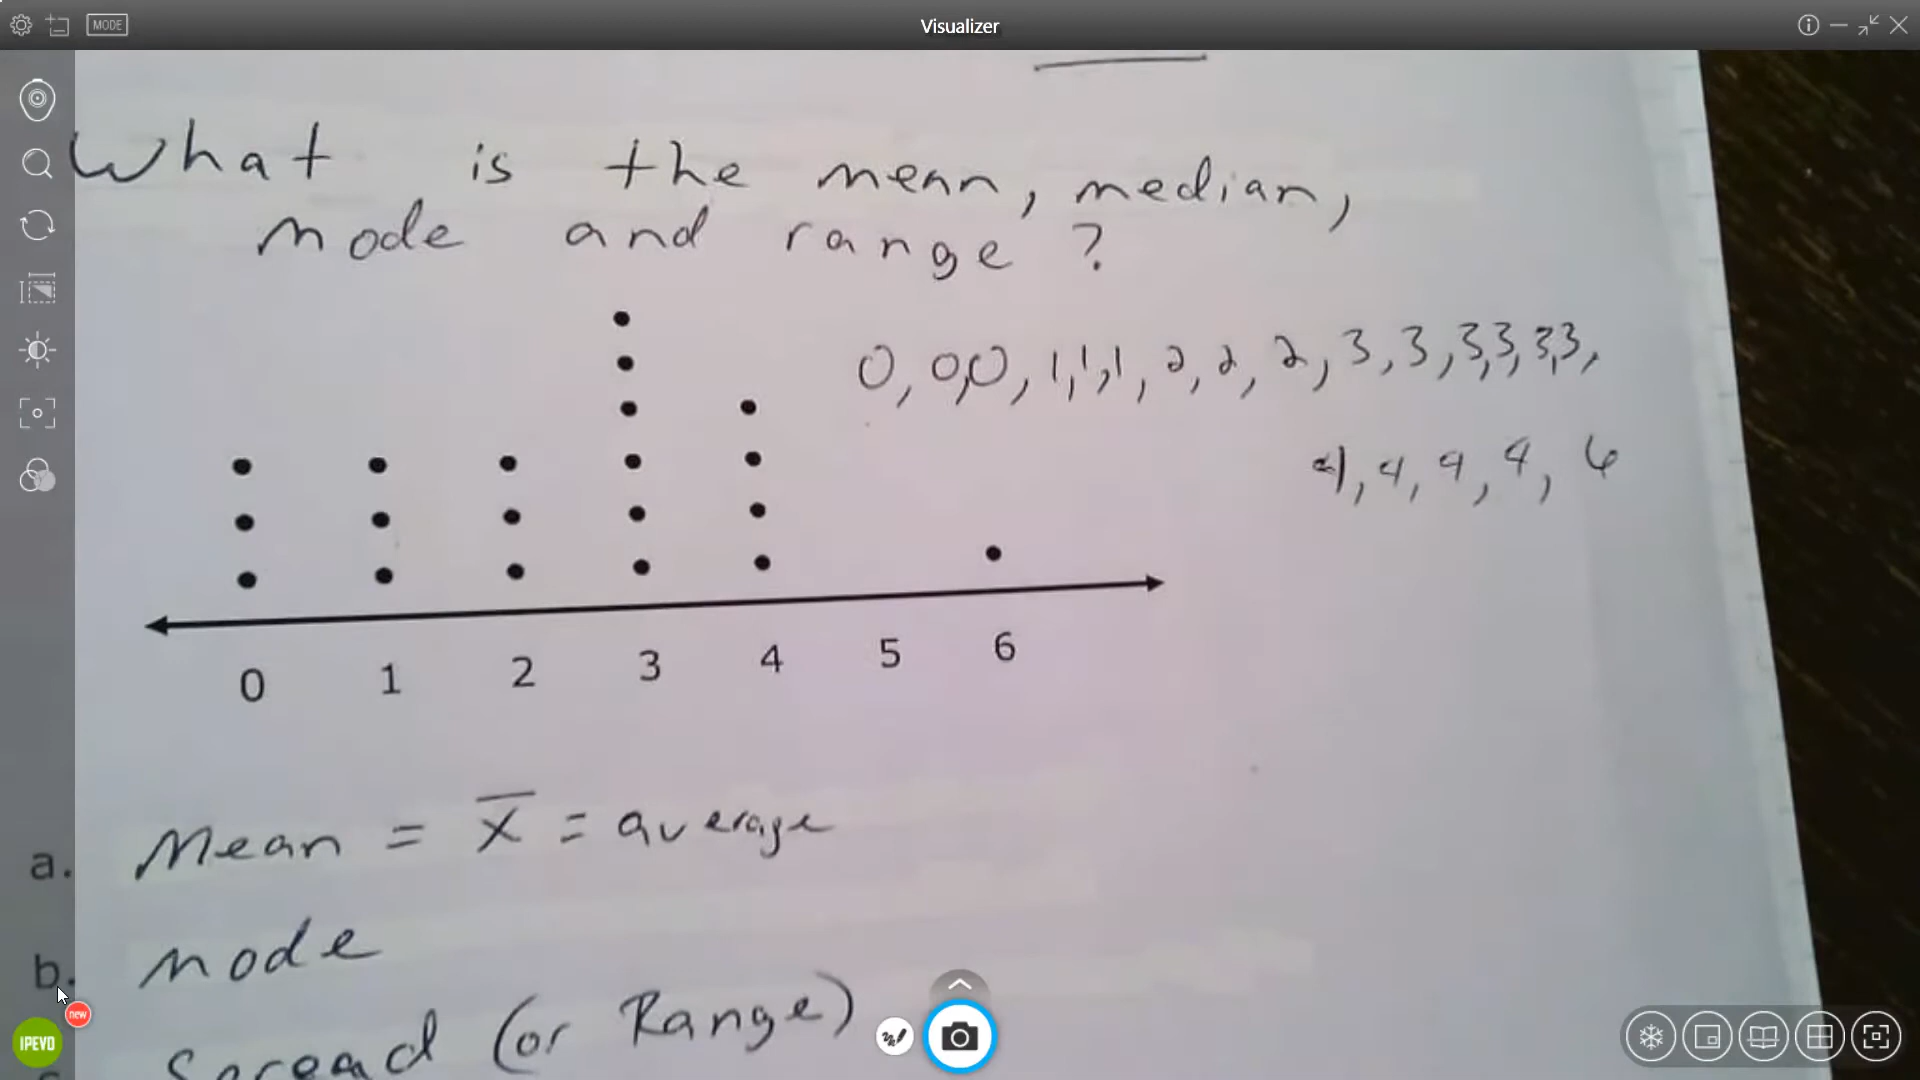 MODE
Visualizer
What is the mean, median,
mode and range ?
0, 0,0, 1,1,1, 2, 2, 2, 3, 3, 3,3, 3,3,
4, 4, 4, 4, 6
0 1 2 3 4 5 6
a. Mean = x̅ = average
b. mode
Spread (or Range)
new
IPEVO